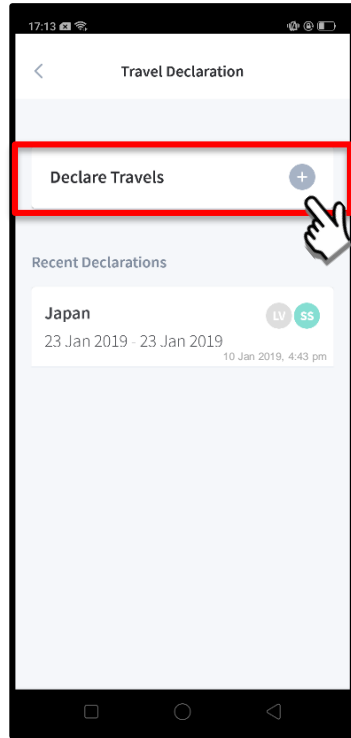 17:13
Travel Declaration
Declare Travels
Recent Declarations
Japan
LV SS
23 Jan 2019 - 23 Jan 2019
10 Jan 2019, 4:43 pm